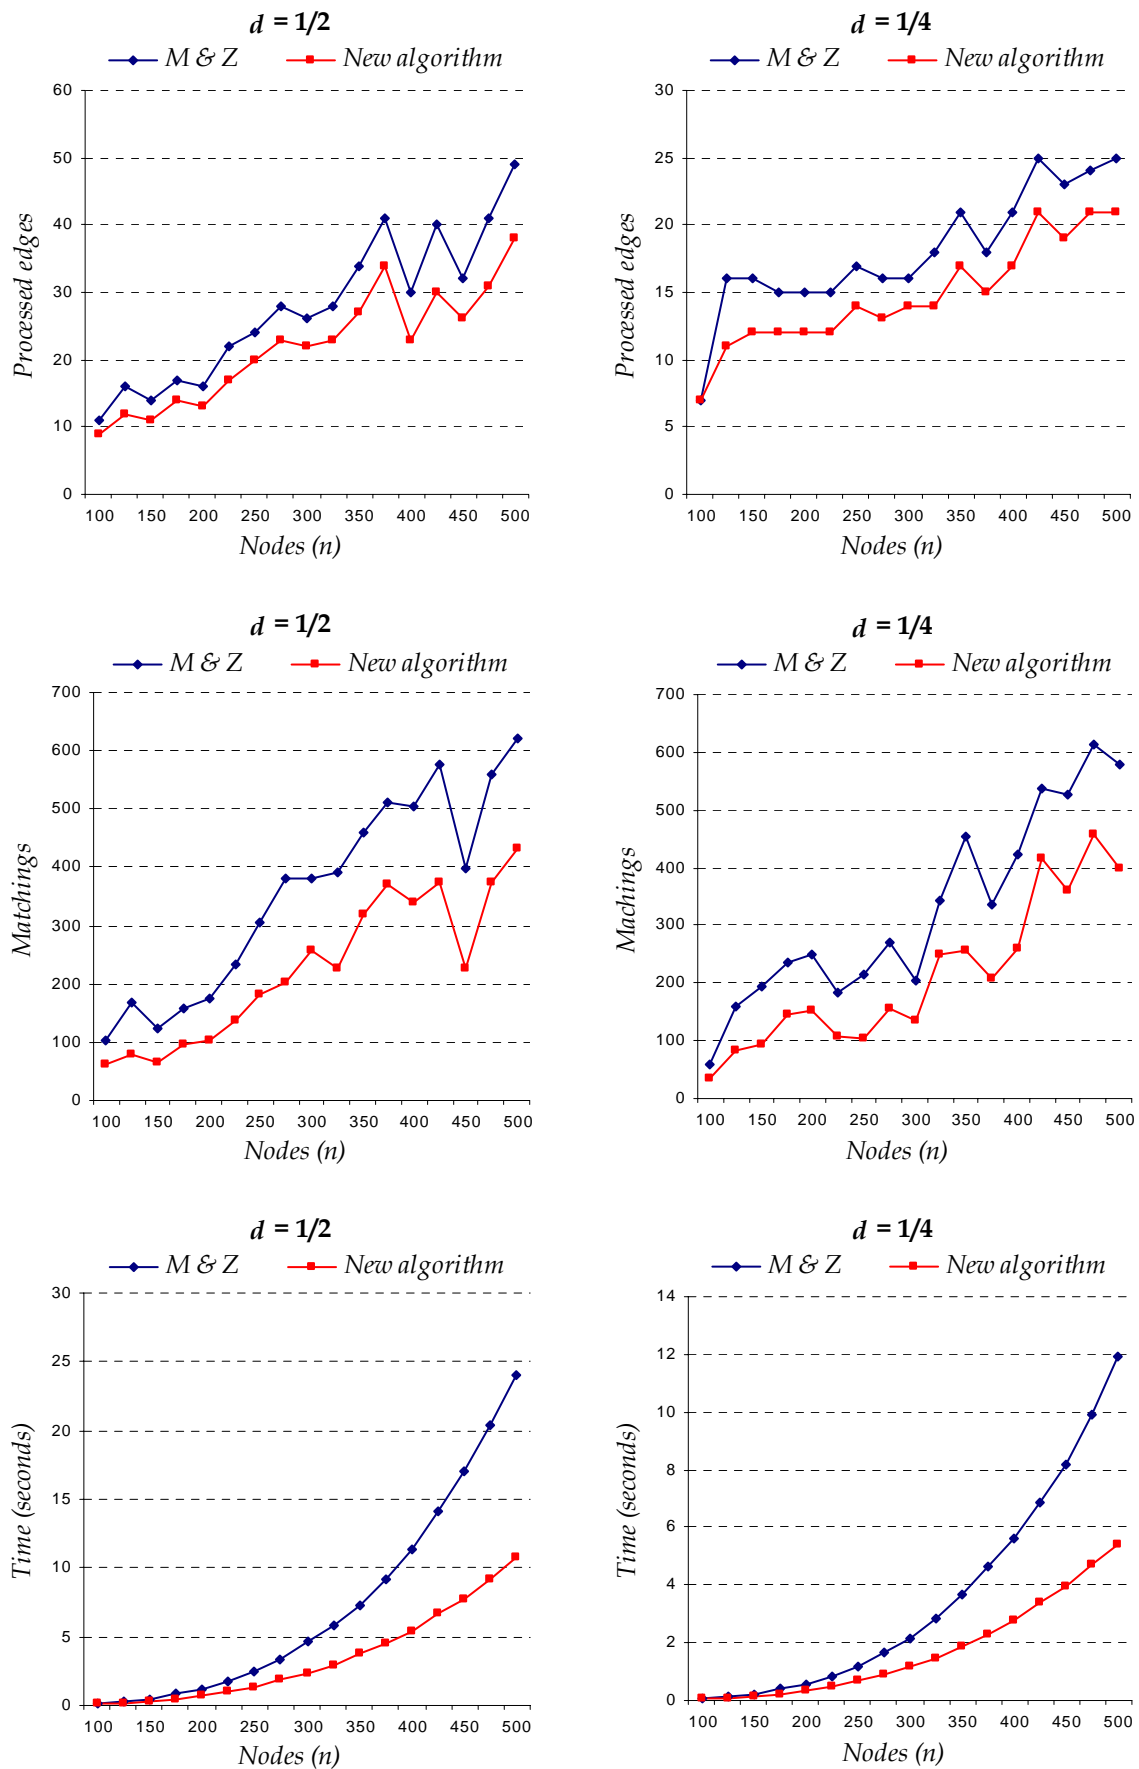 d = 1/2
M & Z New algorithm
60
50
40
30
20
10
0
Processed edges
100 150 200 250 300 350 400 450 500
Nodes (n)
d = 1/4
M & Z New algorithm
30
25
20
15
10
5
0
Processed edges
100 150 200 250 300 350 400 450 500
Nodes (n)
d = 1/2
M & Z New algorithm
700
600
500
400
300
200
100
0
Matchings
100 150 200 250 300 350 400 450 500
Nodes (n)
d = 1/4
M & Z New algorithm
700
600
500
400
300
200
100
0
Machings
100 150 200 250 300 350 400 450 500
Nodes (n)
d = 1/2
M & Z New algorithm
30
25
20
15
10
5
0
Time (seconds)
100 150 200 250 300 350 400 450 500
Nodes (n)
d = 1/4
M & Z New algorithm
14
12
10
8
6
4
2
0
Time (seconds)
100 150 200 250 300 350 400 450 500
Nodes (n)